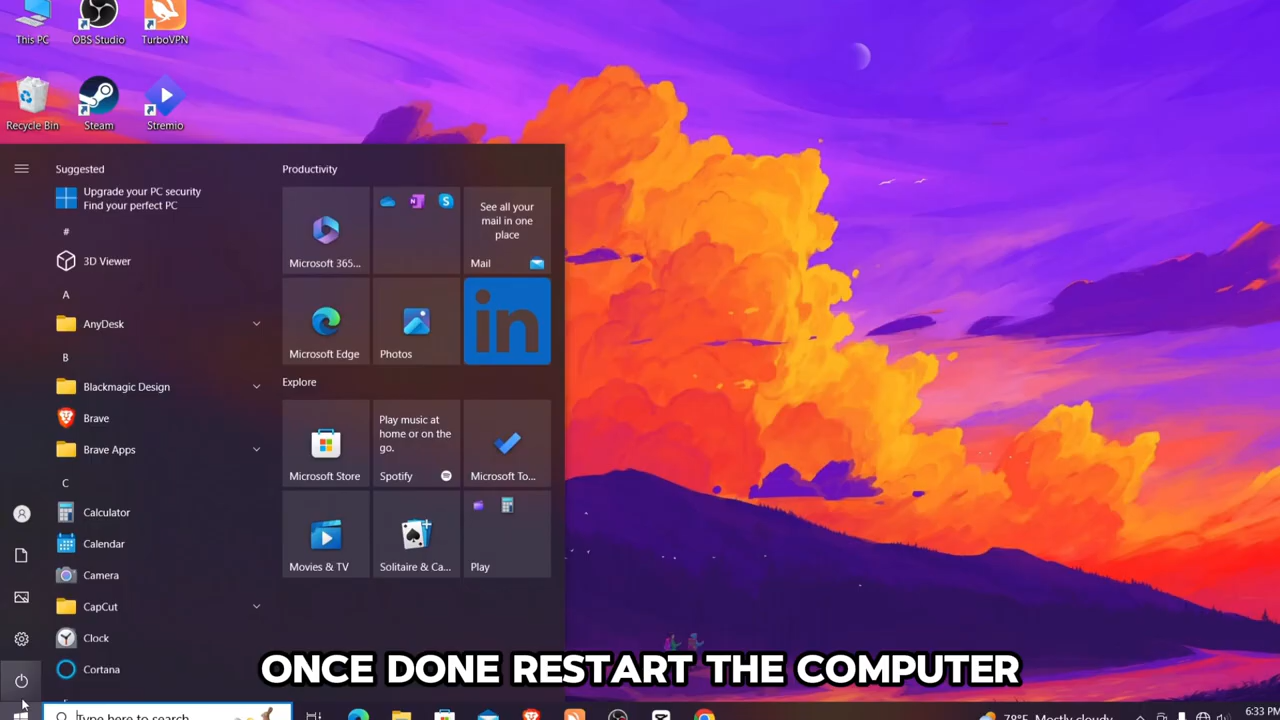 This PC
OBS Studio
TurboVPN
Recycle Bin
Steam
Stremio
Suggested
Upgrade your PC security
Find your perfect PC
#
3D Viewer
A
AnyDesk
B
Blackmagic Design
Brave
Brave Apps
C
Calculator
Calendar
Camera
CapCut
Clock
Cortana
Productivity
Microsoft 365...
See all your
mail in one
place
Mail
Microsoft Edge
Photos
in
Explore
Microsoft Store
Play music at
home or on the
go.
Spotify
Microsoft To...
Movies & TV
Solitaire & Ca...
Play
ONCE DONE RESTART THE COMPUTER
Type here to search
78°F Mostly cloudy
6:33 PM